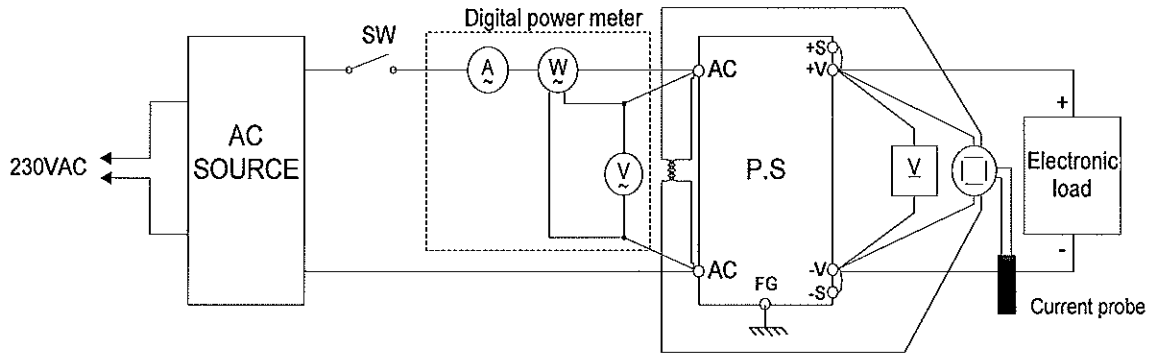 Digital power meter
SW
A
~
W
~
AC
+S
+V
+
230VAC
AC
SOURCE
V
~
P.S
V
Electronic
load
AC
FG
-V
-S
-
Current probe